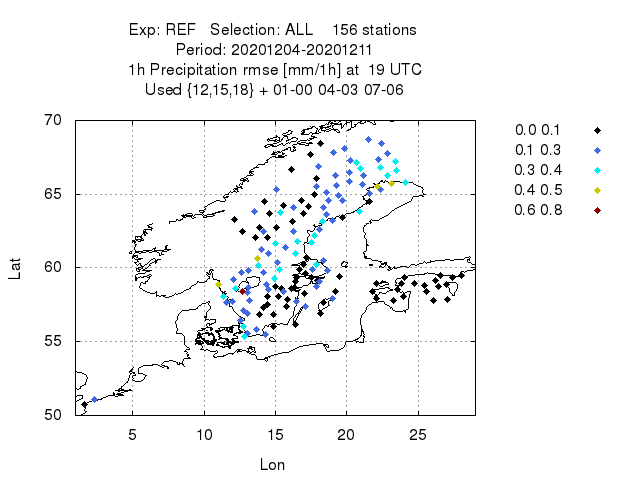 Exp: REF   Selection: ALL    156 stations
Period: 20201204-20201211
1h Precipitation rmse [mm/1h] at  19 UTC
Used {12,15,18} + 01-00 04-03 07-06
70
65
60
55
50
Lat
5 10 15 20 25
Lon
0.0 0.1
0.1 0.3
0.3 0.4
0.4 0.5
0.6 0.8